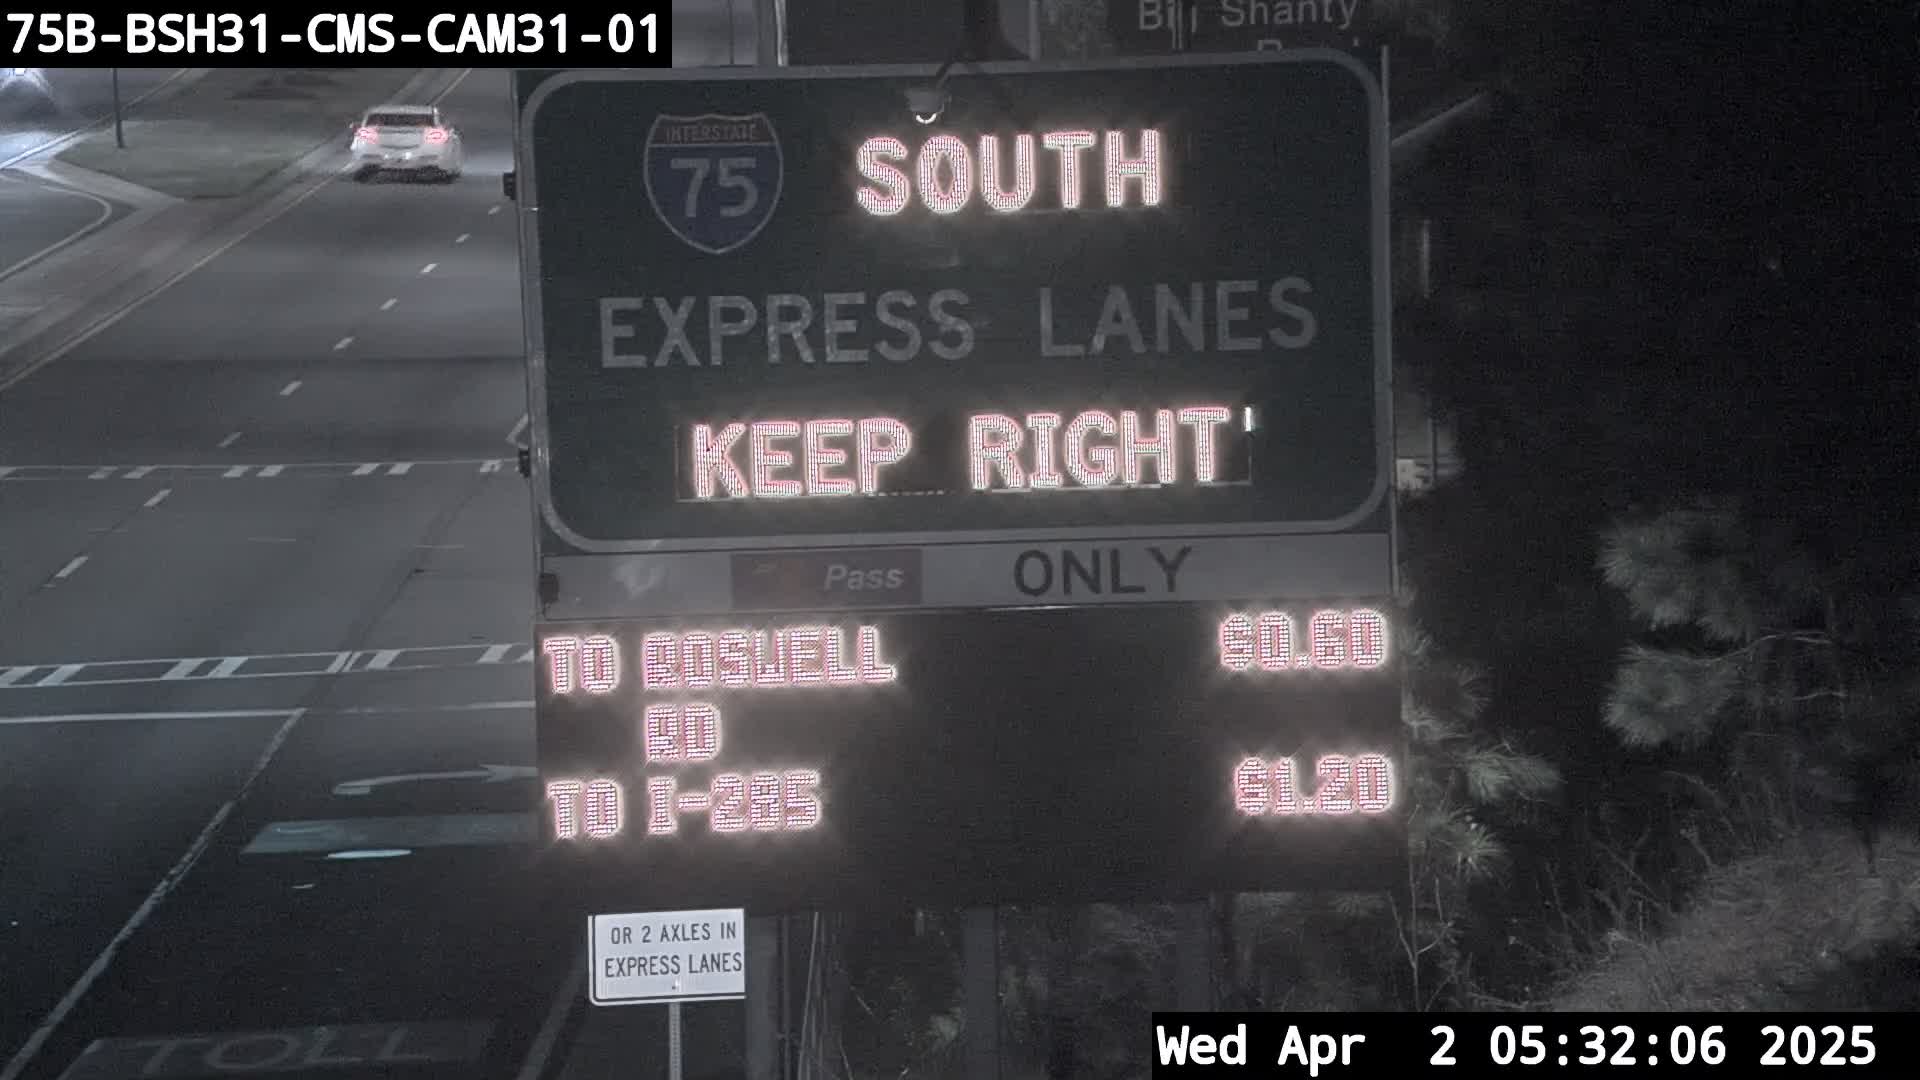 75B-BSH31-CMS-CAM31-01
Shanty
INTERSTATE
75
SOUTH
EXPRESS LANES
KEEP RIGHT
Pass ONLY
TO ROSWELL $0.60
RD
TO I-285 $1.20
OR 2 AXLES IN
EXPRESS LANES
TOLL
Wed Apr 2 05:32:06 2025